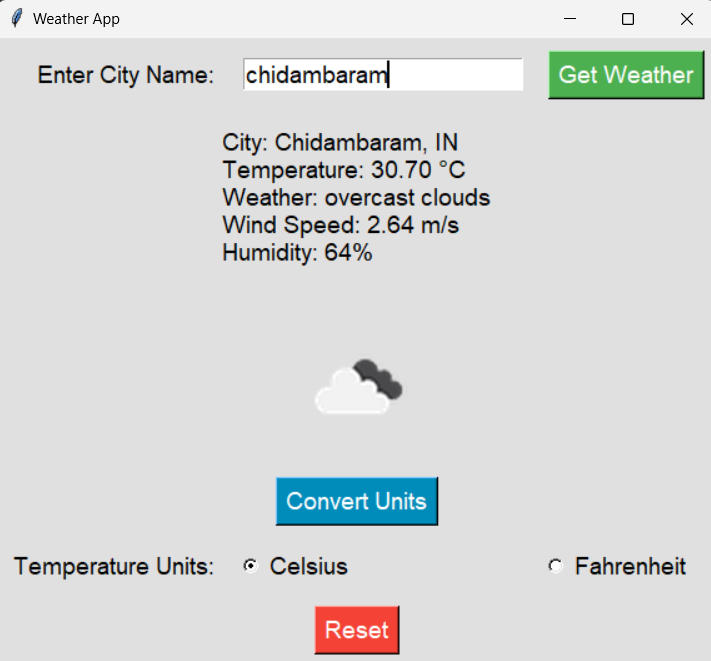 Weather App
Enter City Name: chidambaram Get Weather
City: Chidambaram, IN
Temperature: 30.70 °C
Weather: overcast clouds
Wind Speed: 2.64 m/s
Humidity: 64%
Convert Units
Temperature Units: Celsius Fahrenheit
Reset